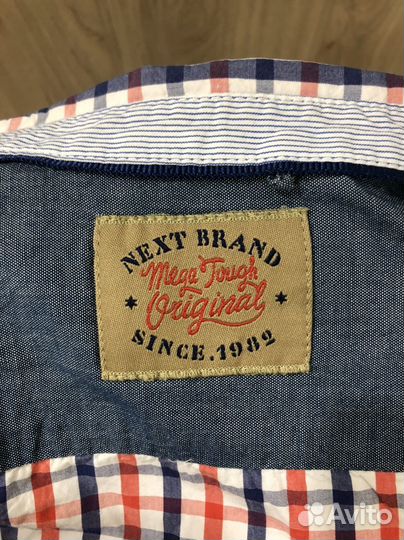 NEXT BRAND
Mega Tough
Original
SINCE.1982
Avito